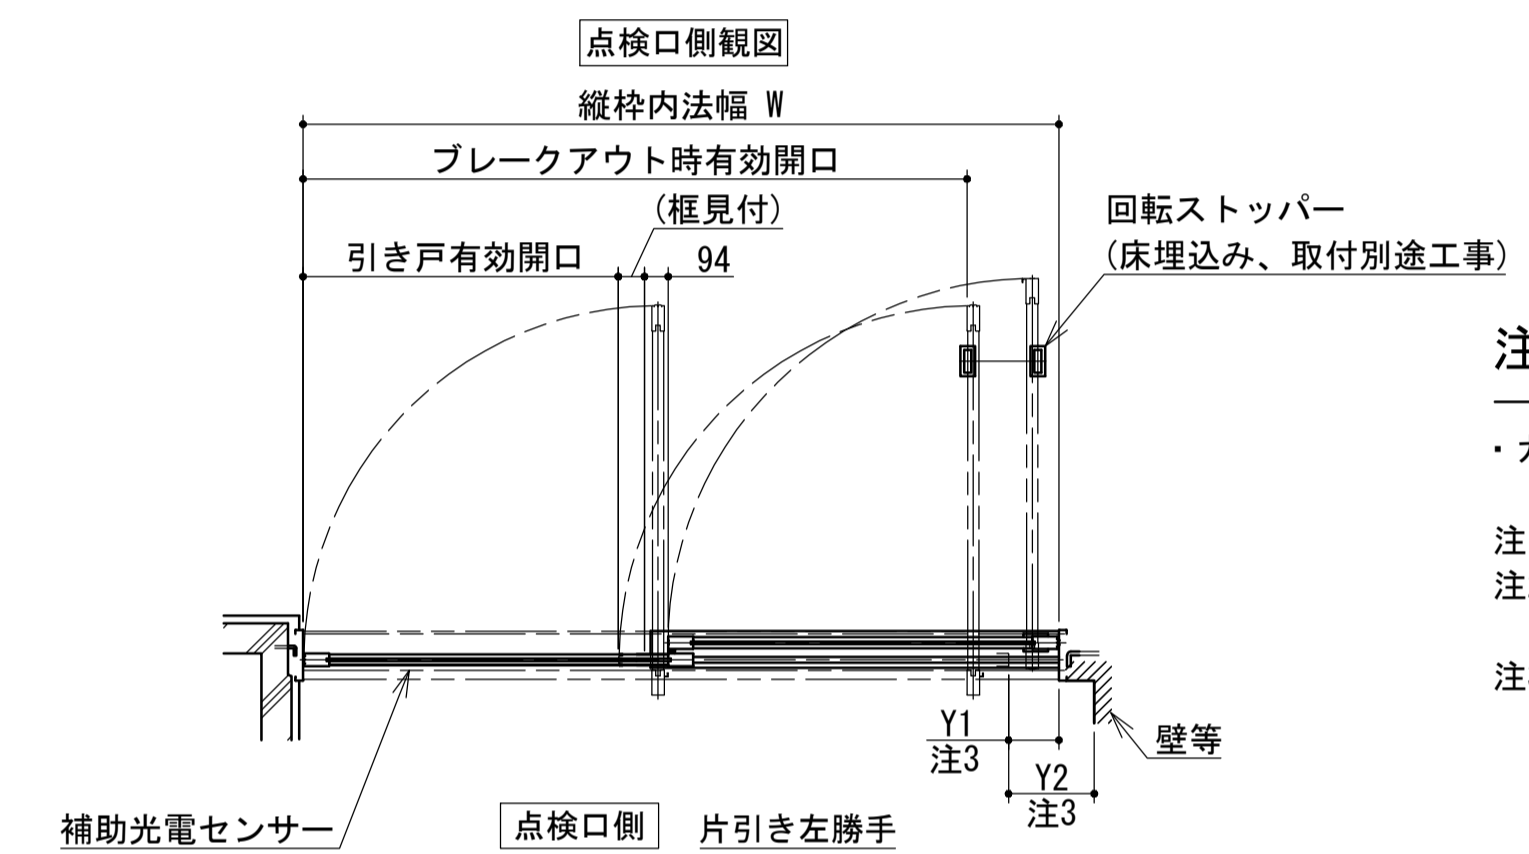 点検口側観図
縦枠内法幅 W
ブレークアウト時有効開口
(框見付)
引き戸有効開口
94
回転ストッパー
(床埋込み、取付別途工事)
注
注
注
注
Y1
注3
Y2
注3
壁等
補助光電センサー
点検口側
片引き左勝手